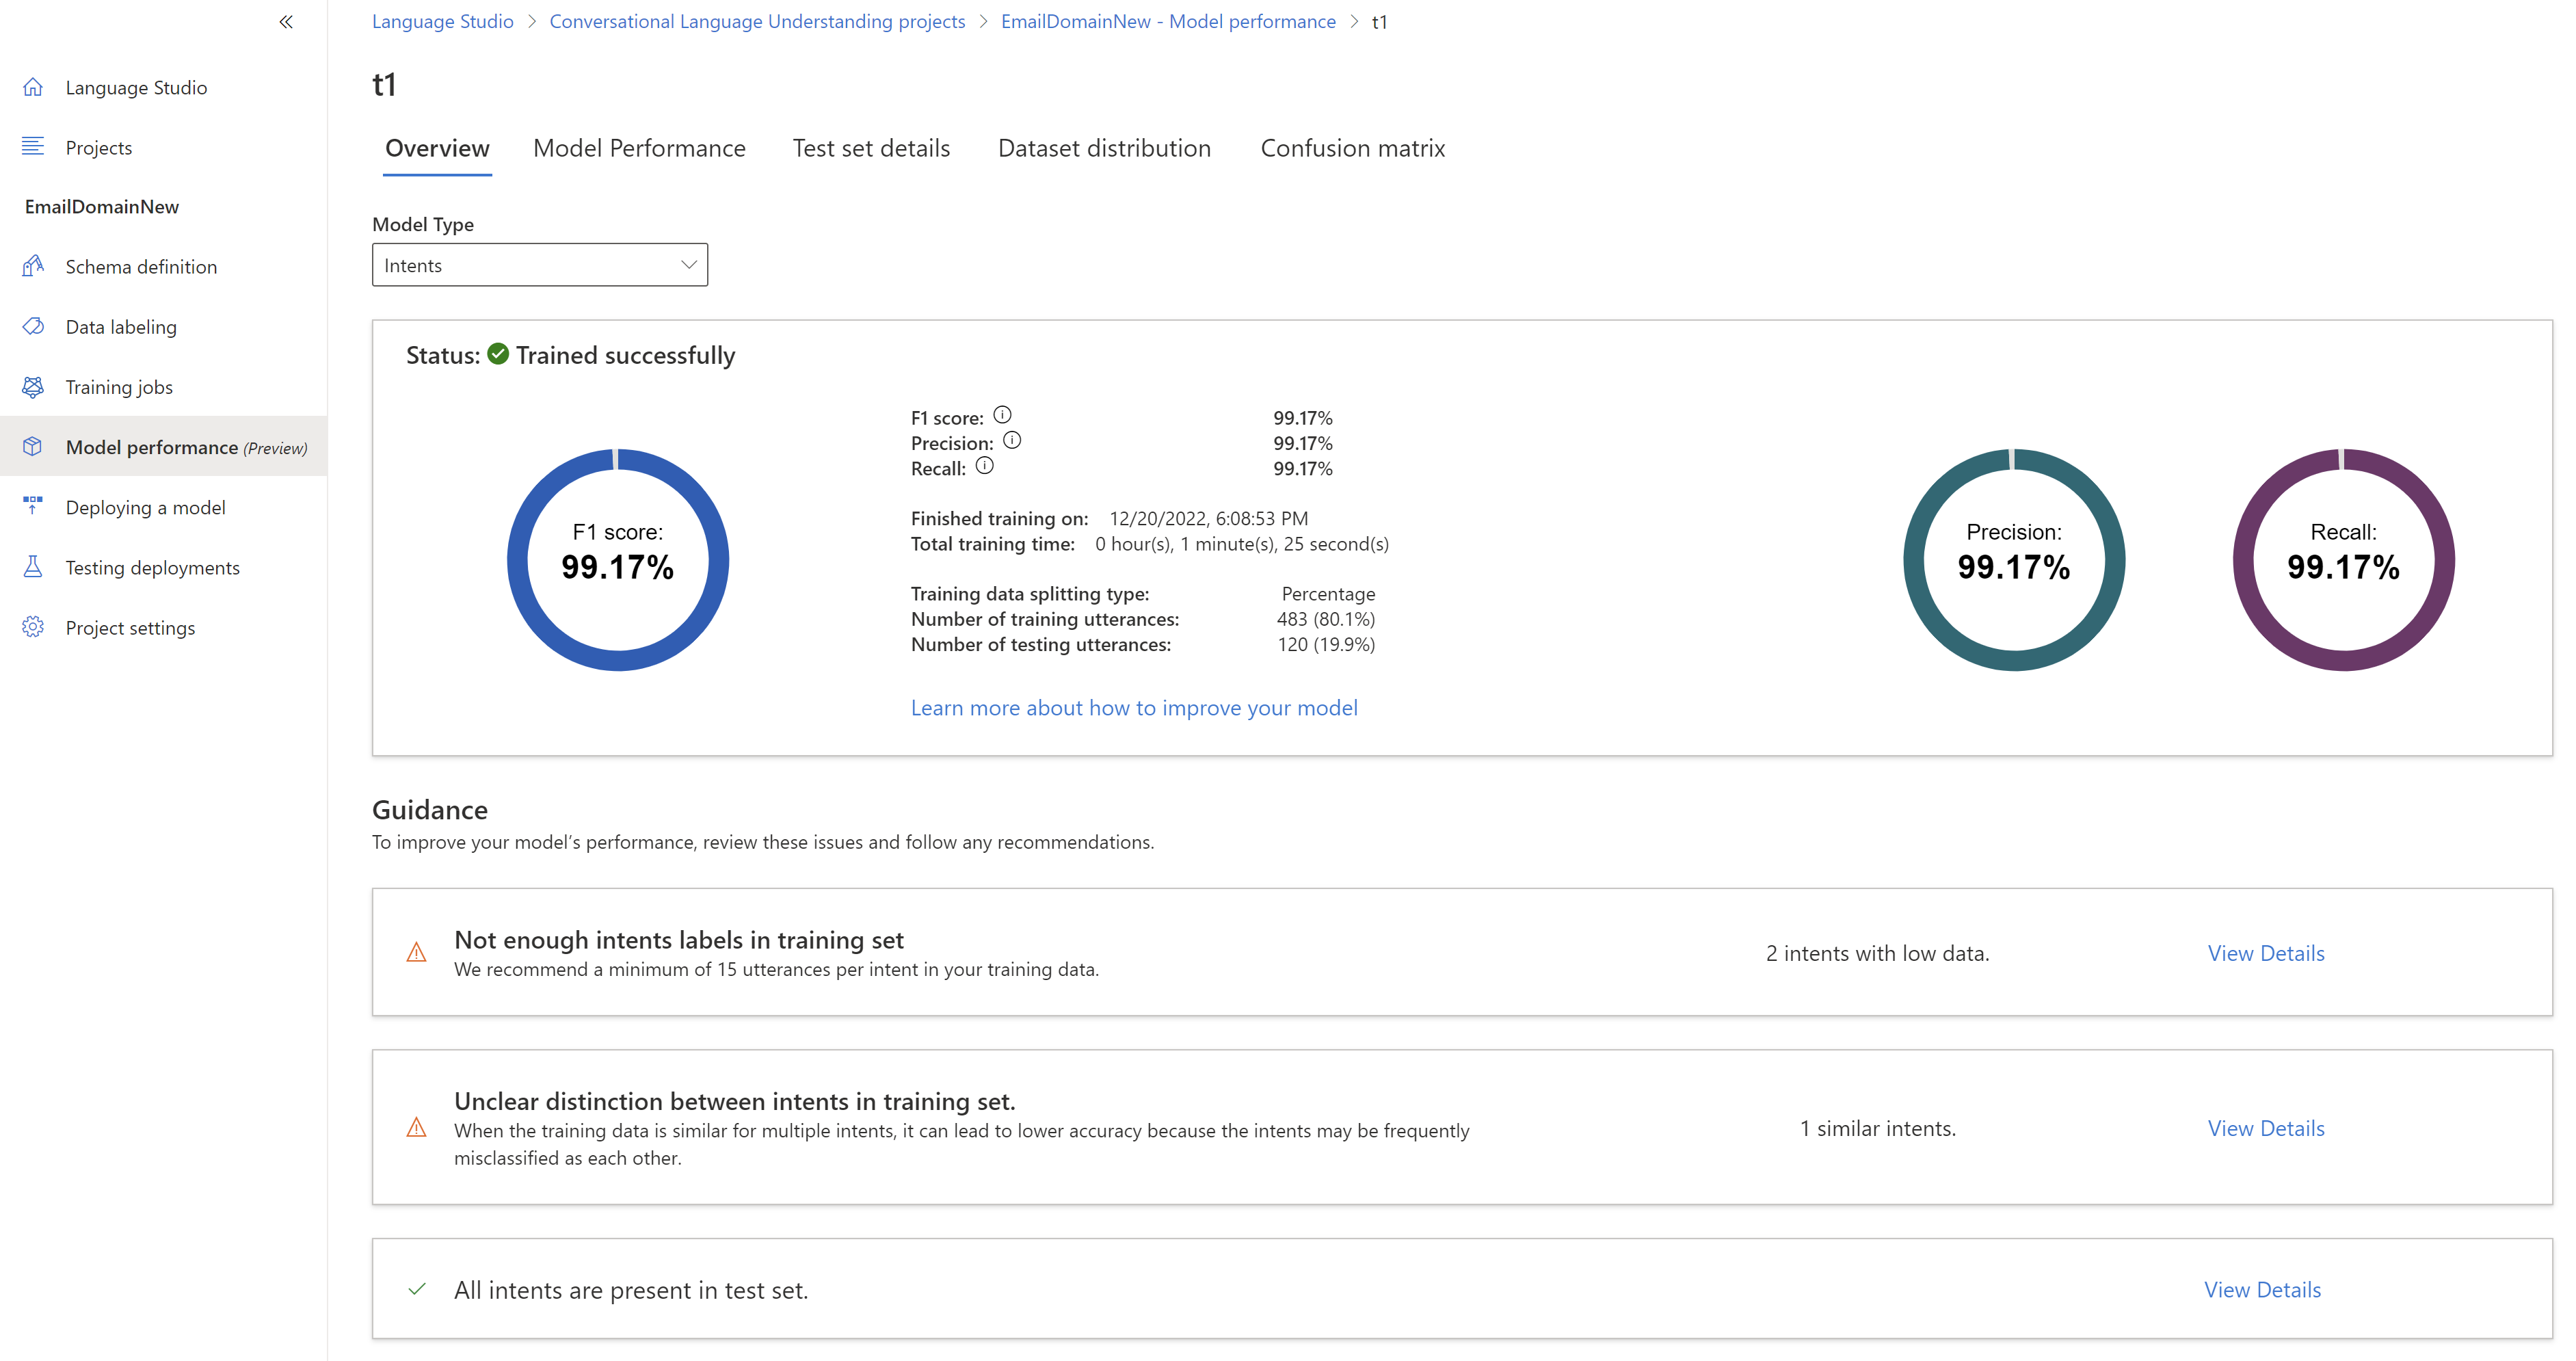 Language Studio
Projects
EmailDomainNew
Schema definition
Data labeling
Training jobs
Model performance (Preview)
Deploying a model
Testing deployments
Project settings
Language Studio > Conversational Language Understanding projects > EmailDomainNew - Model performance > t1
t1
Overview Model Performance Test set details Dataset distribution Confusion matrix
Model Type
Intents
Status: Trained successfully
F1 score:
99.17%
F1 score: 99.17%
Precision: 99.17%
Recall: 99.17%
Finished training on: 12/20/2022, 6:08:53 PM
Total training time: 0 hour(s), 1 minute(s), 25 second(s)
Training data splitting type: Percentage
Number of training utterances: 483 (80.1%)
Number of testing utterances: 120 (19.9%)
Learn more about how to improve your model
Precision:
99.17%
Recall:
99.17%
Guidance
To improve your model's performance, review these issues and follow any recommendations.
Not enough intents labels in training set
We recommend a minimum of 15 utterances per intent in your training data.
2 intents with low data.
View Details
Unclear distinction between intents in training set.
When the training data is similar for multiple intents, it can lead to lower accuracy because the intents may be frequently
misclassified as each other.
1 similar intents.
View Details
All intents are present in test set.
View Details